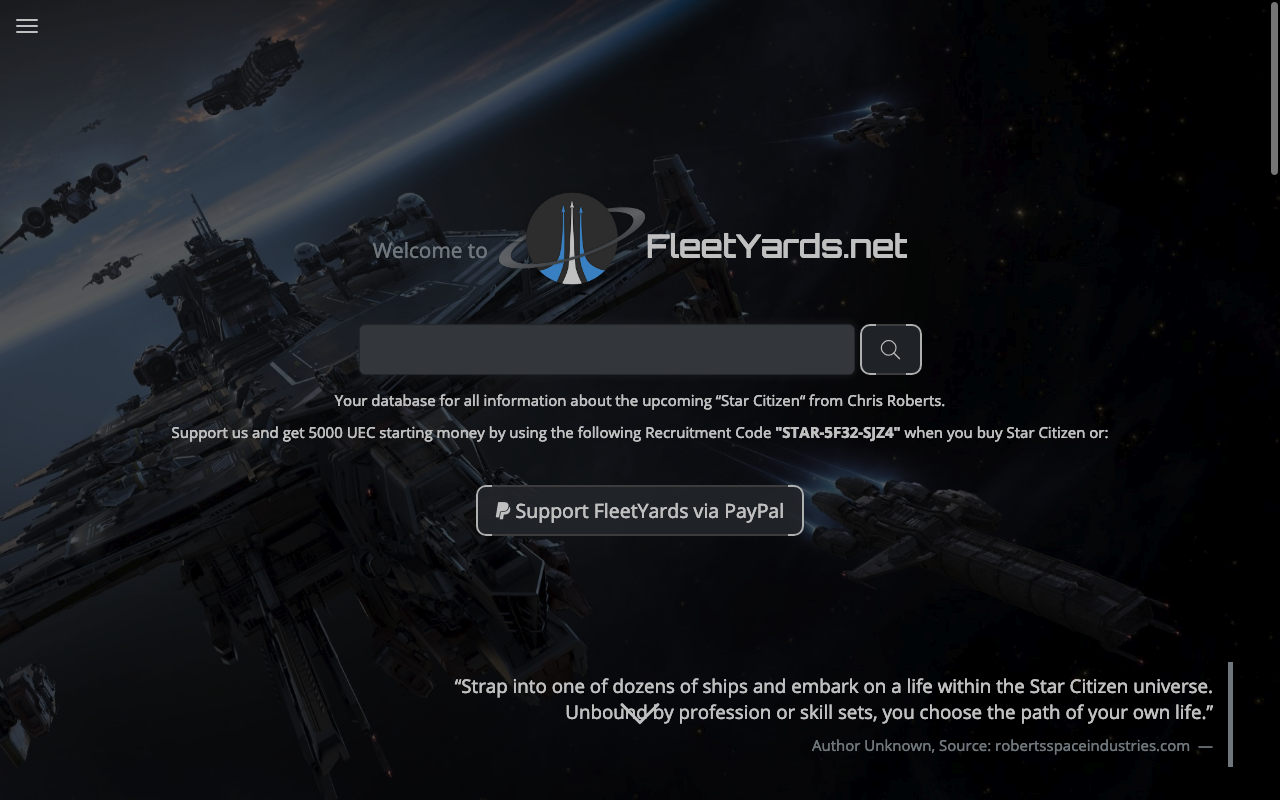 Welcome to FleetYards.net
Your database for all information about the upcoming “Star Citizen“ from Chris Roberts.
Support us and get 5000 UEC starting money by using the following Recruitment Code "STAR-5F32-SJZ4" when you buy Star Citizen or:
Support FleetYards via PayPal
“Strap into one of dozens of ships and embark on a life within the Star Citizen universe.
Unbound by profession or skill sets, you choose the path of your own life.”
Author Unknown, Source: robertsspaceindustries.com —